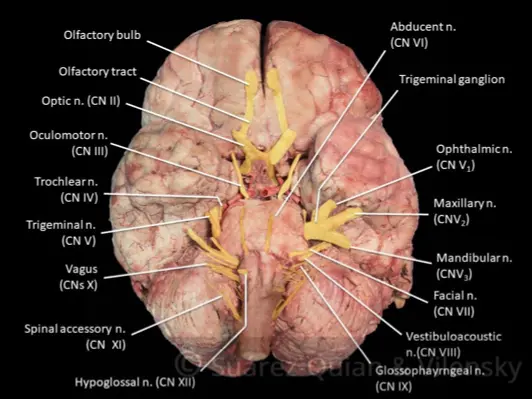 Olfactory bulb
Olfactory tract
Optic n. (CN II)
Oculomotor n.
(CN III)
Trochlear n.
(CN IV)
Trigeminal n.
(CN V)
Vagus
(CNs X)
Spinal accessory n.
(CN XI)
Hypoglossal n. (CN XII)
Abducent n.
(CN VI)
Trigeminal ganglion
Ophthalmic n.
(CN V₁)
Maxillary n.
(CNV₂)
Mandibular n.
(CNV₃)
Facial n.
(CN VII)
Vestibuloacoustic
n.(CN VIII)
Glossophayrngeal n.
(CN IX)
© Suarez-Quian & Vilensky